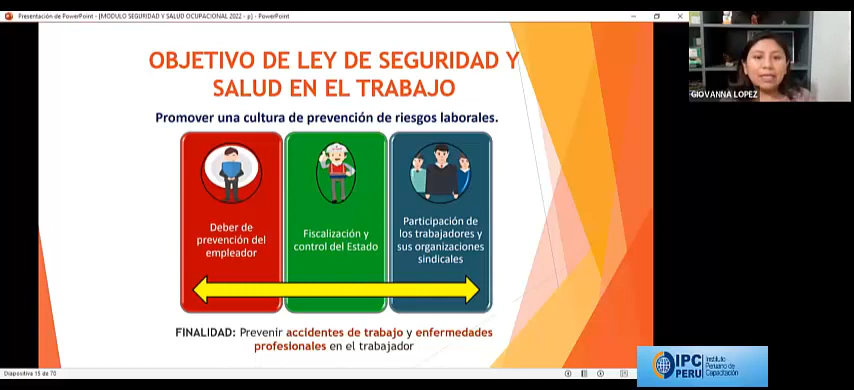 Presentación de PowerPoint - [MODULO SEGURIDAD Y SALUD OCUPACIONAL 2022 - p] - PowerPoint
OBJETIVO DE LEY DE SEGURIDAD Y
SALUD EN EL TRABAJO
Promover una cultura de prevención de riesgos laborales.
Deber de
prevención del
empleador
Fiscalización y
control del Estado
Participación de
los trabajadores y
sus organizaciones
sindicales
FINALIDAD: Prevenir accidentes de trabajo y enfermedades
profesionales en el trabajador
Diapositiva 15 de 70
GIOVANNA LOPEZ
IPC
PERU
Instituto
Peruano de
Capacitación